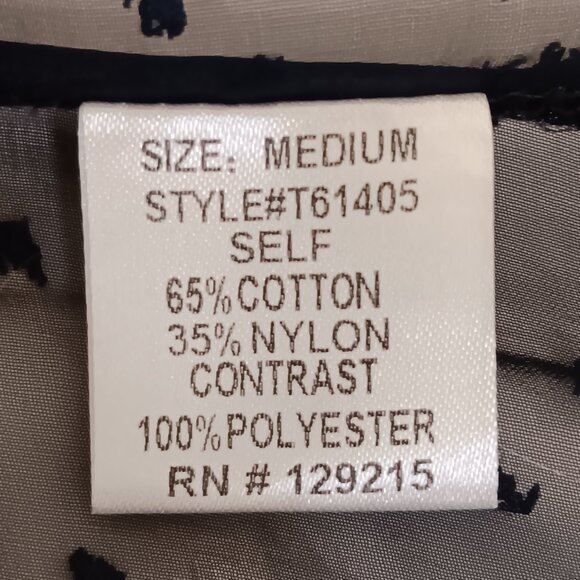 SIZE: MEDIUM
STYLE#T61405
SELF
65%COTTON
35%NYLON
CONTRAST
100%POLYESTER
RN # 129215